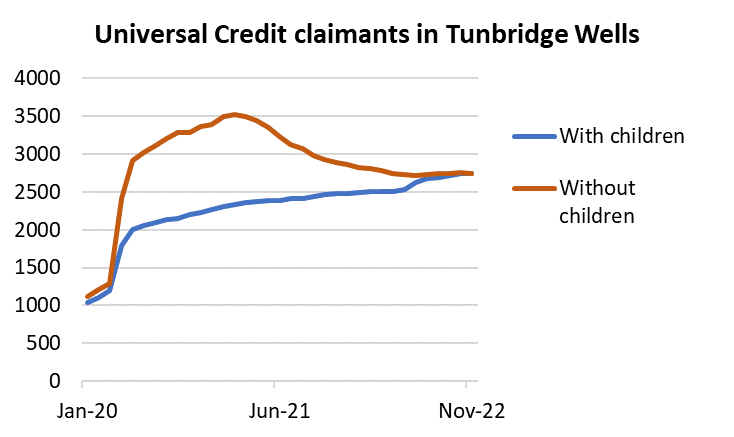 Universal Credit claimants in Tunbridge Wells
4000
3500
3000
2500
2000
1500
1000
500
0
Jan-20 Jun-21 Nov-22
With children
Without
children